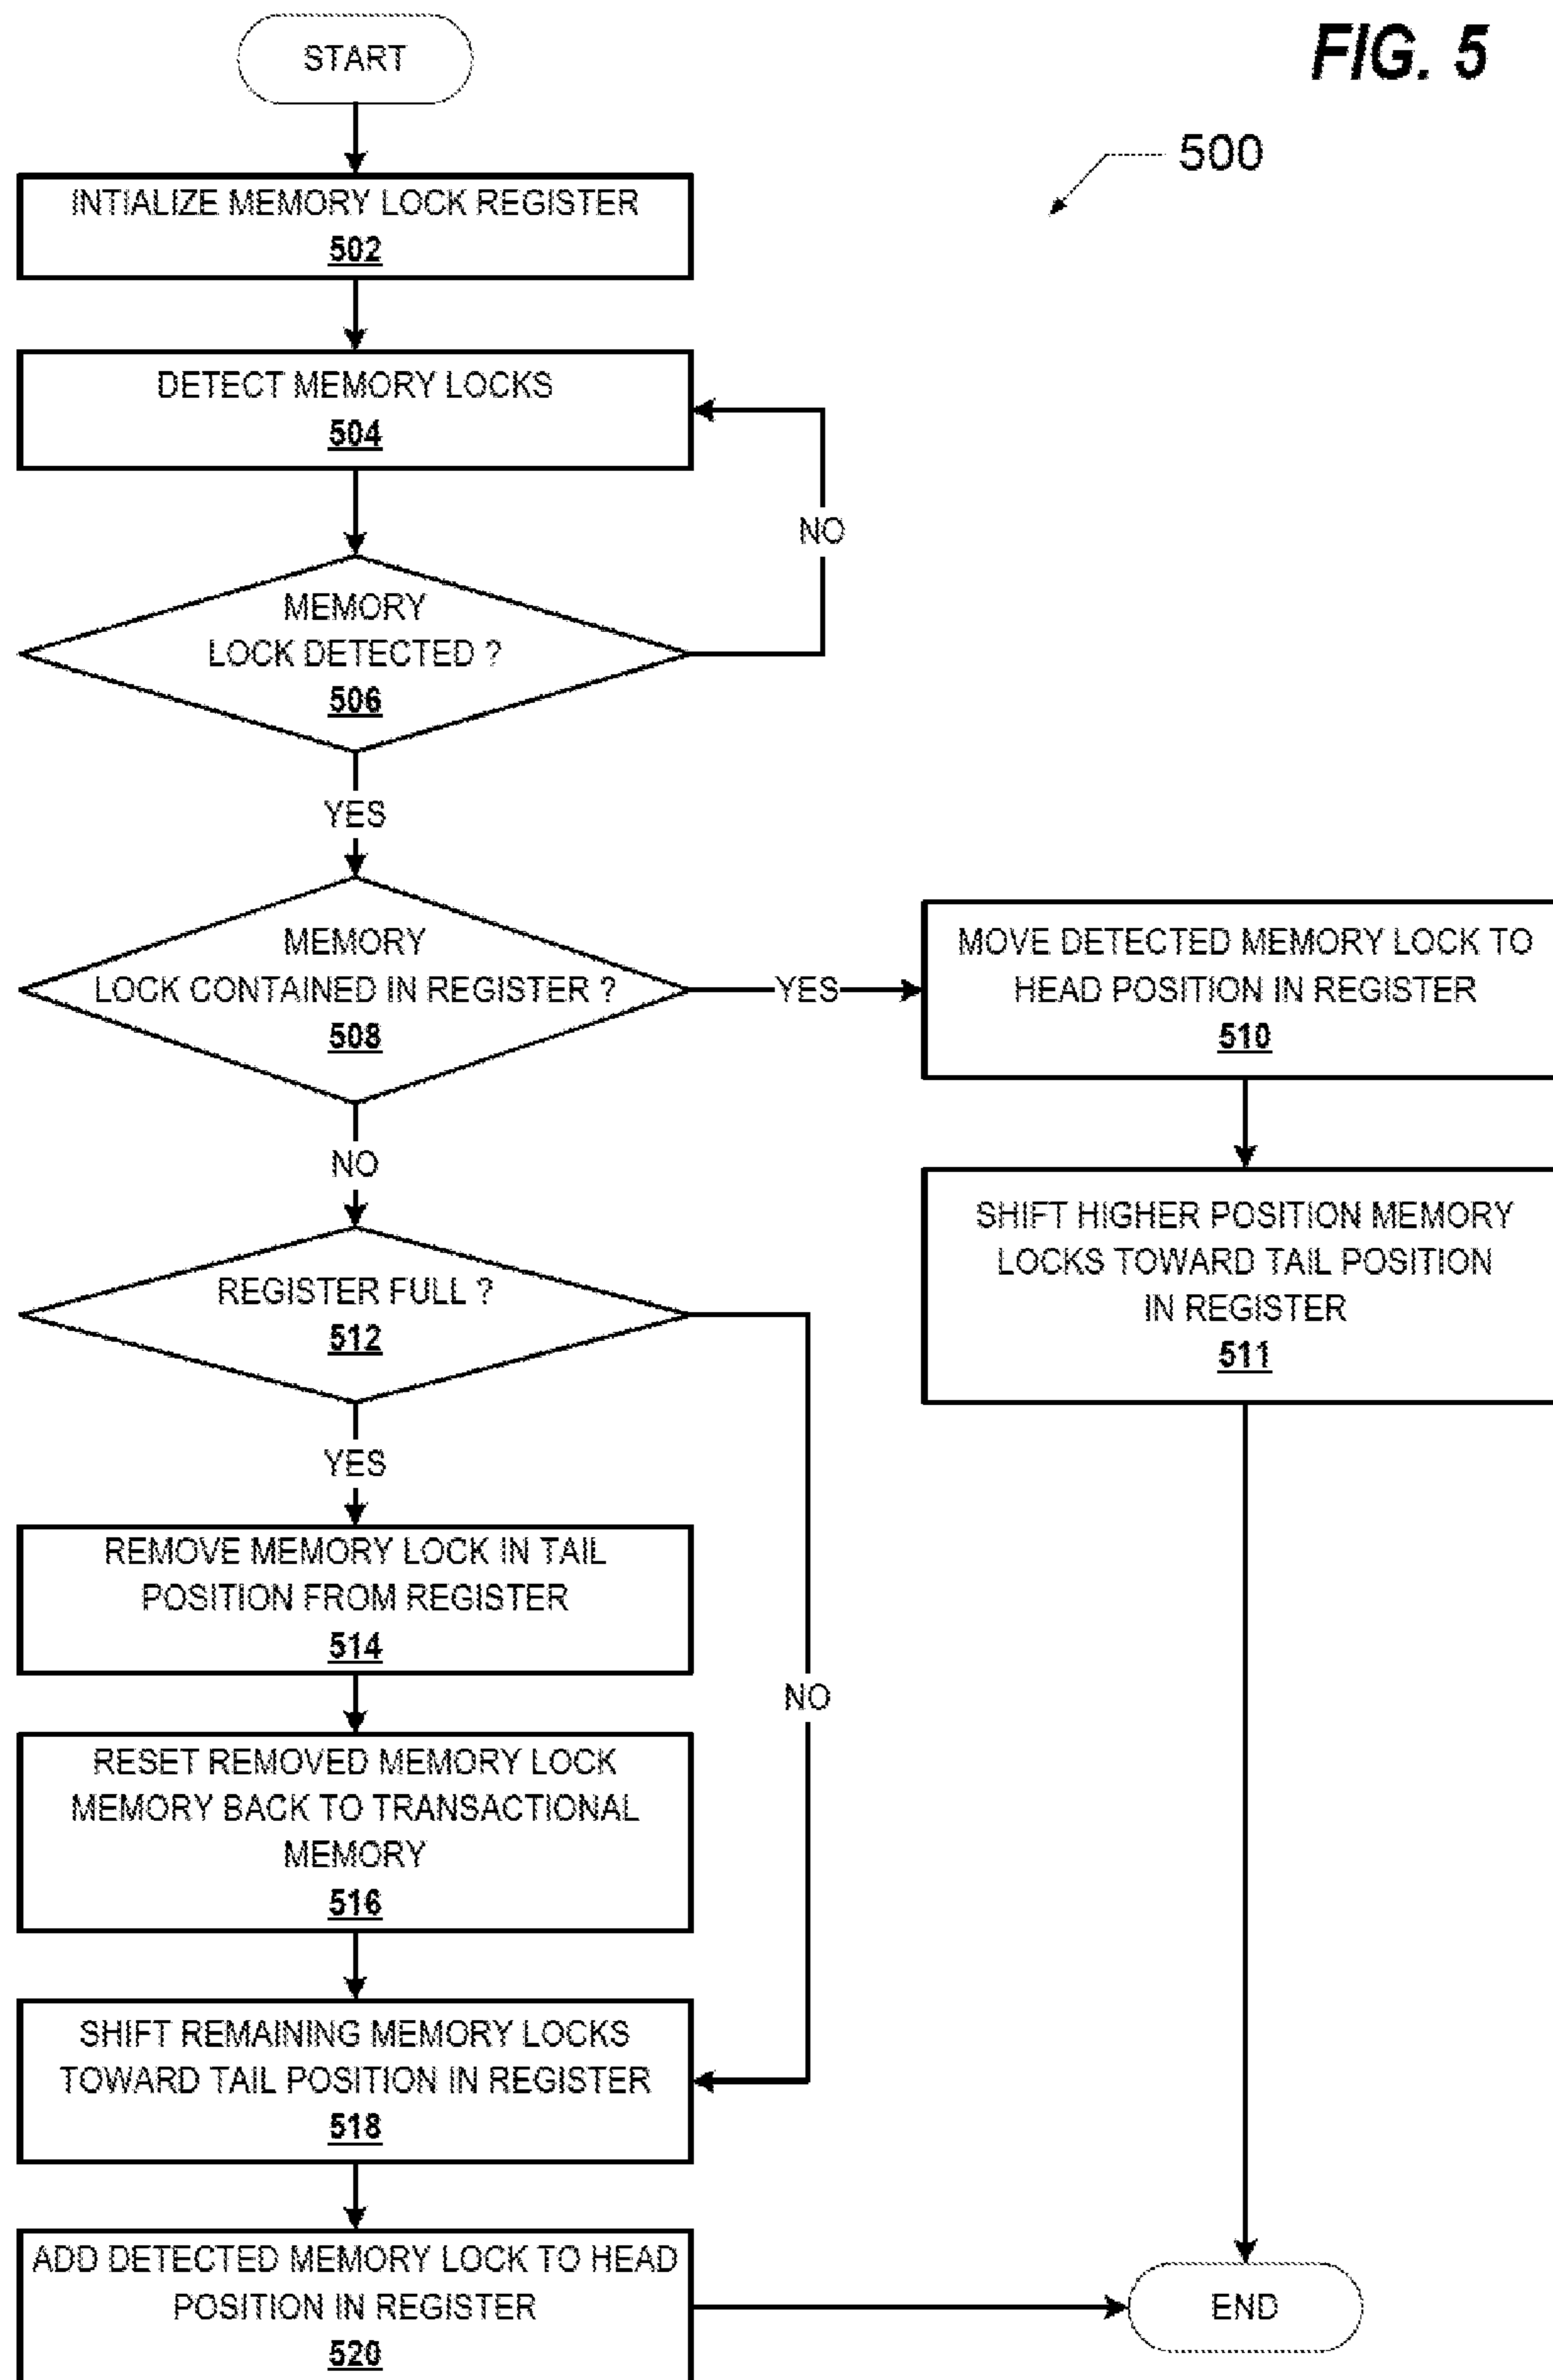 FIG. 5
500
START
INTIALIZE MEMORY LOCK REGISTER
502
DETECT MEMORY LOCKS
504
NO
MEMORY
LOCK DETECTED ?
506
YES
MEMORY
LOCK CONTAINED IN REGISTER ?
508
YES
MOVE DETECTED MEMORY LOCK TO
HEAD POSITION IN REGISTER
510
SHIFT HIGHER POSITION MEMORY
LOCKS TOWARD TAIL POSITION
IN REGISTER
511
NO
REGISTER FULL ?
512
YES
REMOVE MEMORY LOCK IN TAIL
POSITION FROM REGISTER
514
NO
RESET REMOVED MEMORY LOCK
MEMORY BACK TO TRANSACTIONAL
MEMORY
516
SHIFT REMAINING MEMORY LOCKS
TOWARD TAIL POSITION IN REGISTER
518
ADD DETECTED MEMORY LOCK TO HEAD
POSITION IN REGISTER
520
END